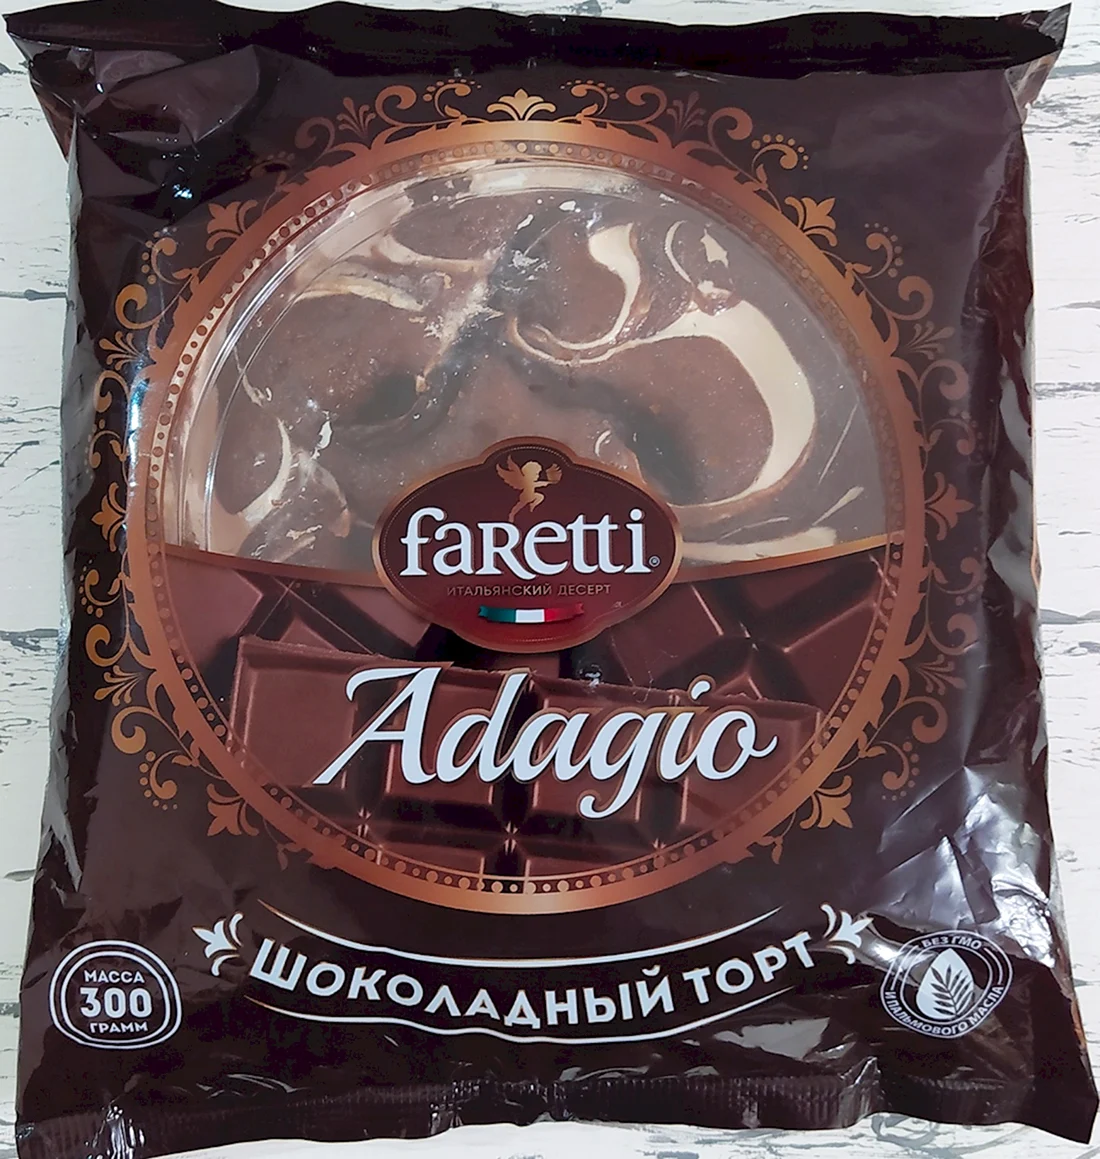 faRetti®
ИТАЛЬЯНСКИЙ ДЕСЕРТ
Adagio
ШОКОЛАДНЫЙ ТОРТ
МАССА
300
ГРАММ
БЕЗ ГМО
И ПАЛЬМОВОГО МАСЛА